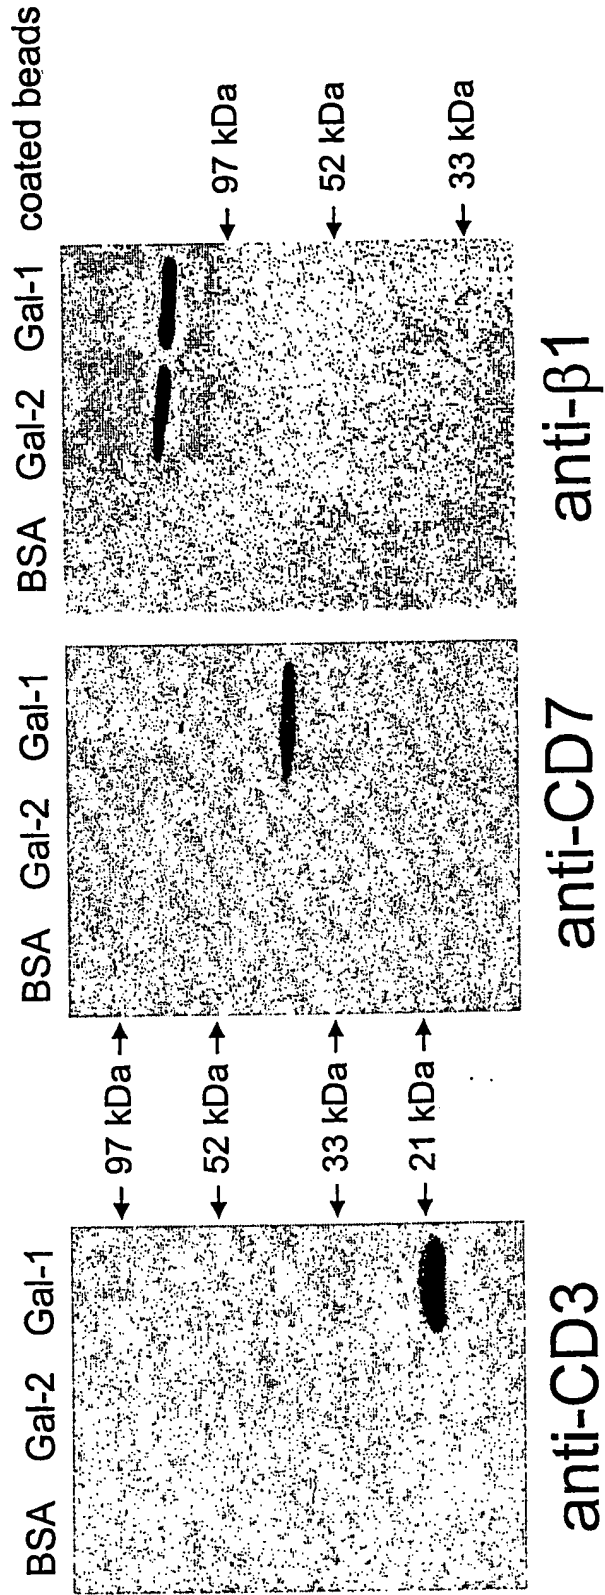 BSA Gal-2 Gal-1
BSA Gal-2 Gal-1
BSA Gal-2 Gal-1 coated beads
← 97 kDa →
← 52 kDa →
← 33 kDa →
← 21 kDa →
← 97 kDa
← 52 kDa
← 33 kDa
anti-CD3
anti-CD7
anti-β1